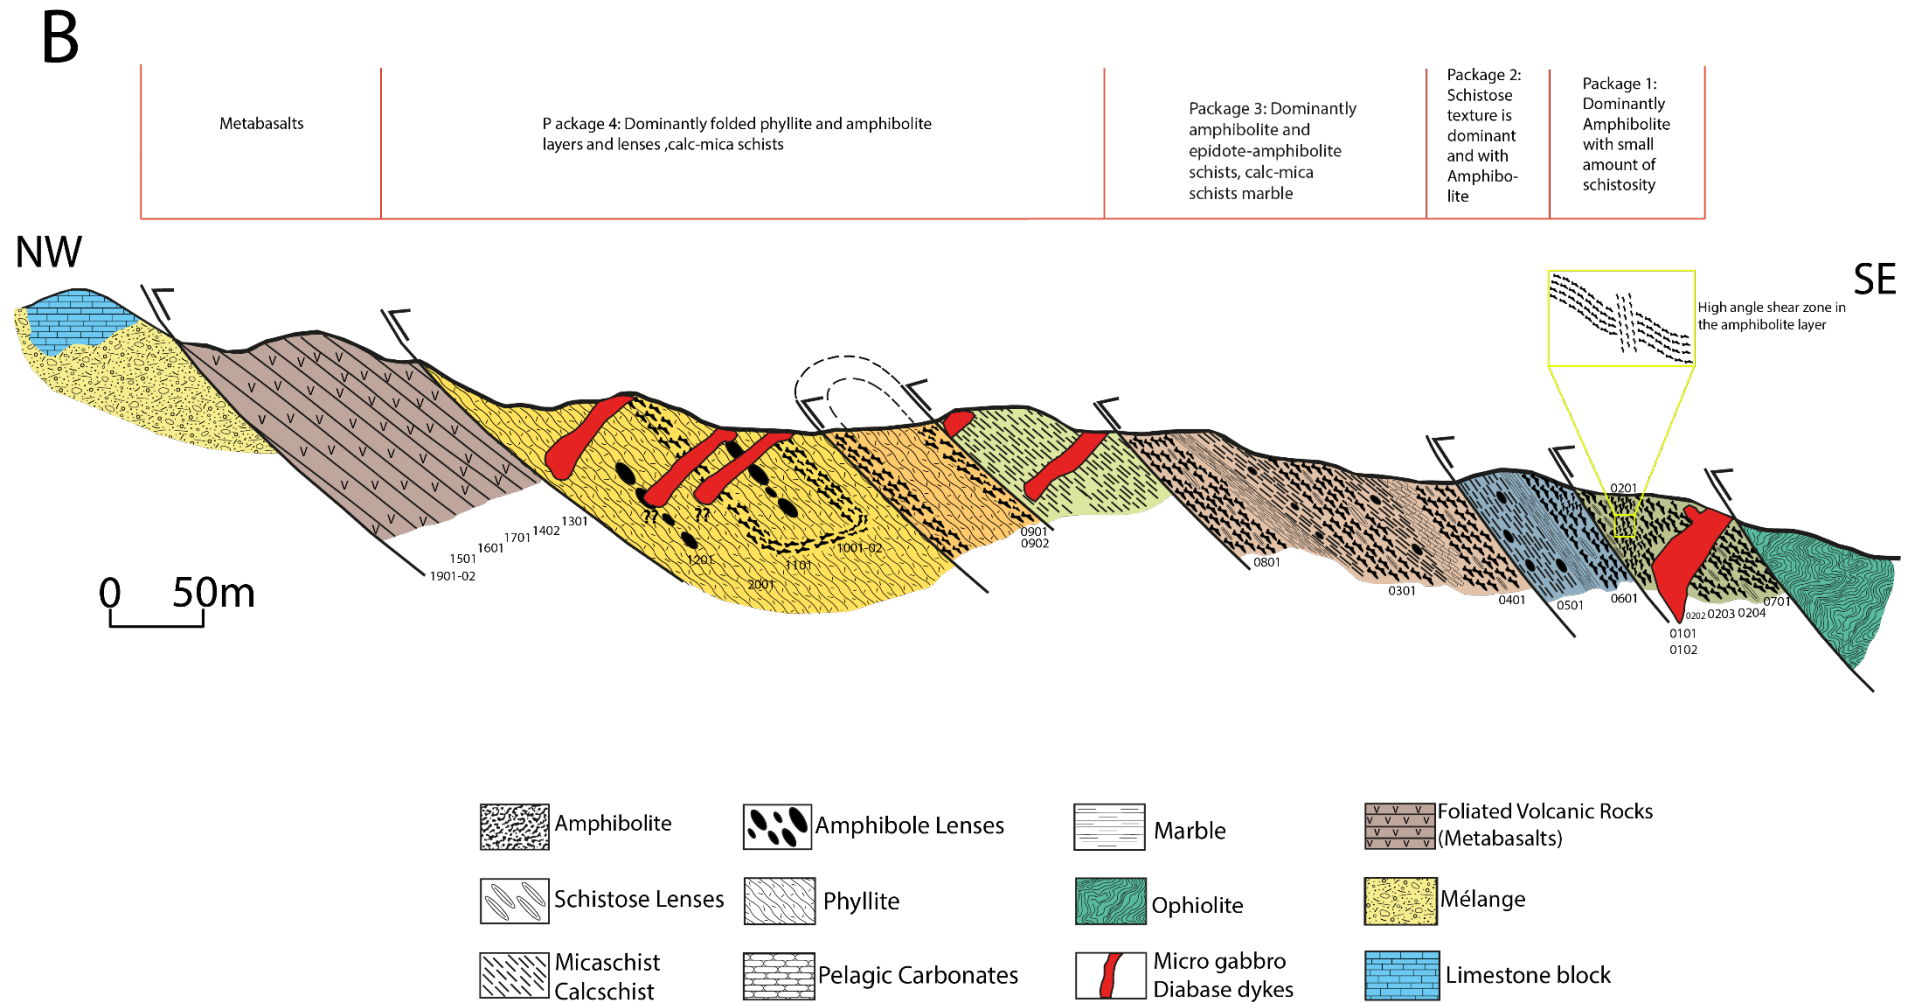 B
Metabasalts
P ackage 4: Dominantly folded phyllite and amphibolite
layers and lenses ,calc-mica schists
Package 3: Dominantly
amphibolite and
epidote-amphibolite
schists, calc-mica
schists marble
Package 2:
Schistose
texture is
dominant
and with
Amphibo-
lite
Package 1:
Dominantly
Amphibolite
with small
amount of
schistosity
NW
SE
High angle shear zone in
the amphibolite layer
0201
1301
1402
1701
1601
1501
1901-02
??
??
1201
1101
1001-02
2001
0901
0902
0801
0301
0401
0501
0601
0202
0203
0204
0701
0101
0102
0 50m
Amphibolite
Amphibole Lenses
Marble
Foliated Volcanic Rocks
(Metabasalts)
Schistose Lenses
Phyllite
Ophiolite
Mélange
Micaschist
Calcschist
Pelagic Carbonates
Micro gabbro
Diabase dykes
Limestone block